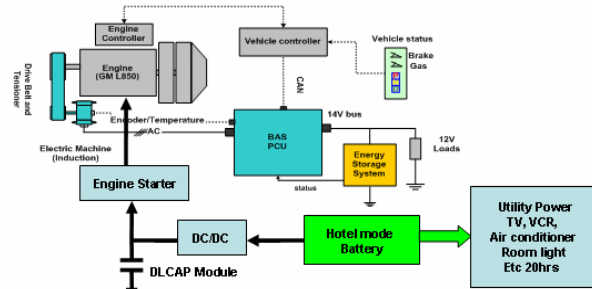 Engine
Controller
Vehicle controller
Vehicle status
Brake
Gas
Engine
(GM L850)
Drive Belt and
Tensioner
CAN
Encoder/Temperature
AC
14V bus
BAS
PCU
12V
Loads
Electric Machine
(Induction)
Energy
Storage
System
status
Engine Starter
DC/DC
Hotel mode
Battery
DLCAP Module
Utility Power
TV, VCR,
Air conditioner
Room light
Etc 20hrs